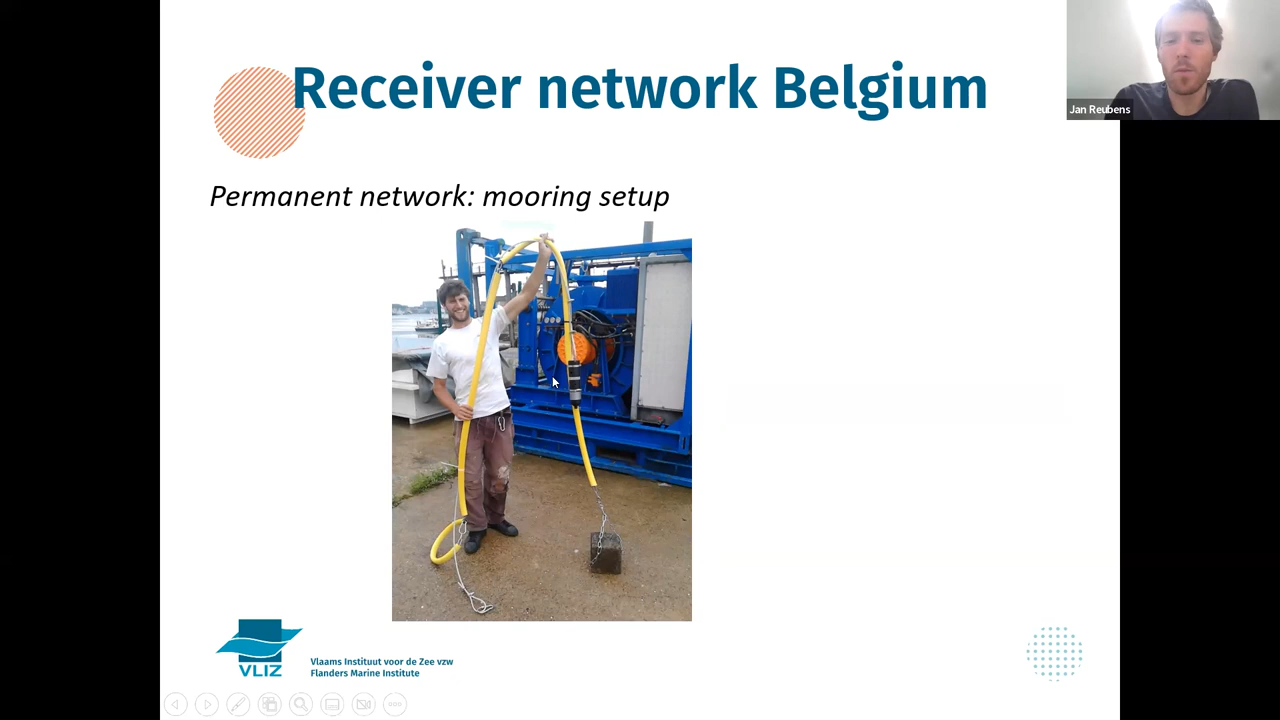 Receiver network Belgium
Jan Reubens
Permanent network: mooring setup
VLIZ
Vlaams Instituut voor de Zee vzw
Flanders Marine Institute